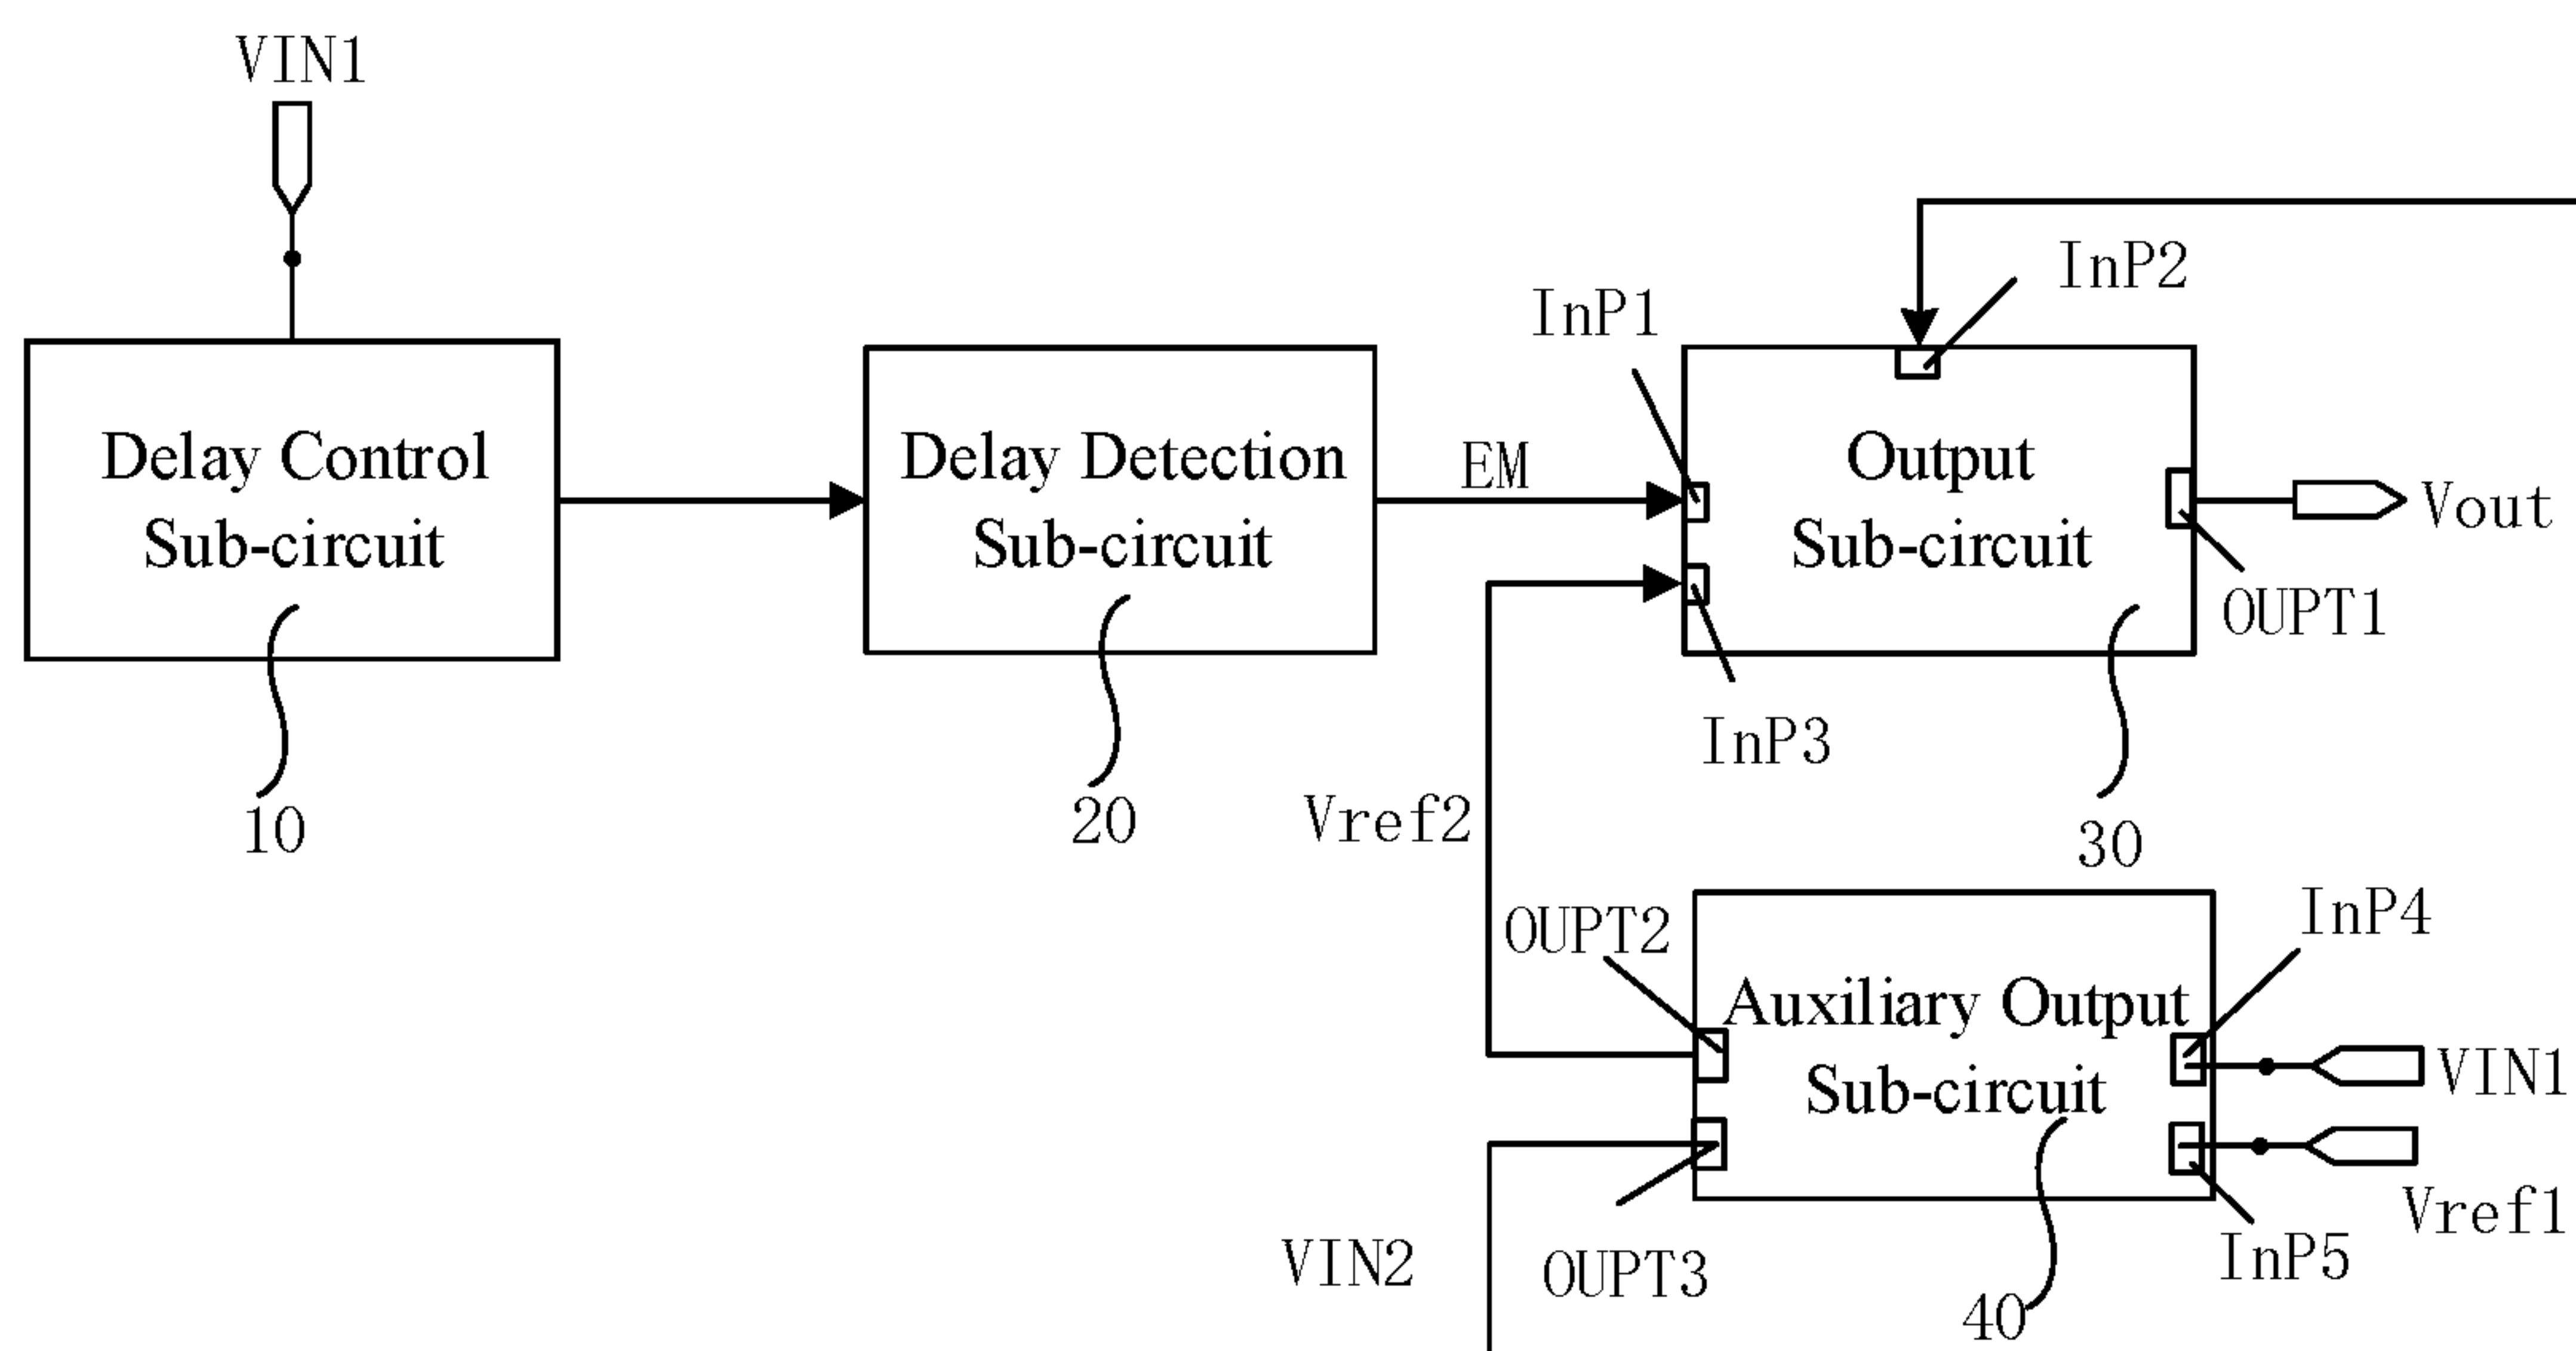 VIN1
InP2
InP1
Delay Control
Sub-circuit
Delay Detection
Sub-circuit
EM
Output
Sub-circuit
Vout
OUPT1
InP3
10
20
Vref2
30
OUPT2
InP4
Auxiliary Output
Sub-circuit
VIN1
Vref1
VIN2
OUPT3
InP5
40